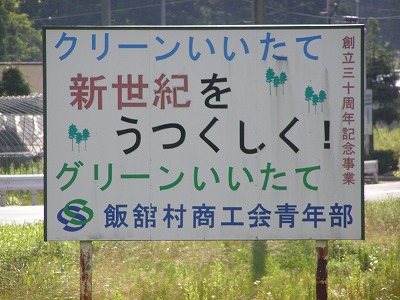 クリーンいいたて
新世紀を
うつくしく!
グリーンいいたて
飯舘村商工会青年部
創立三十周年記念事業